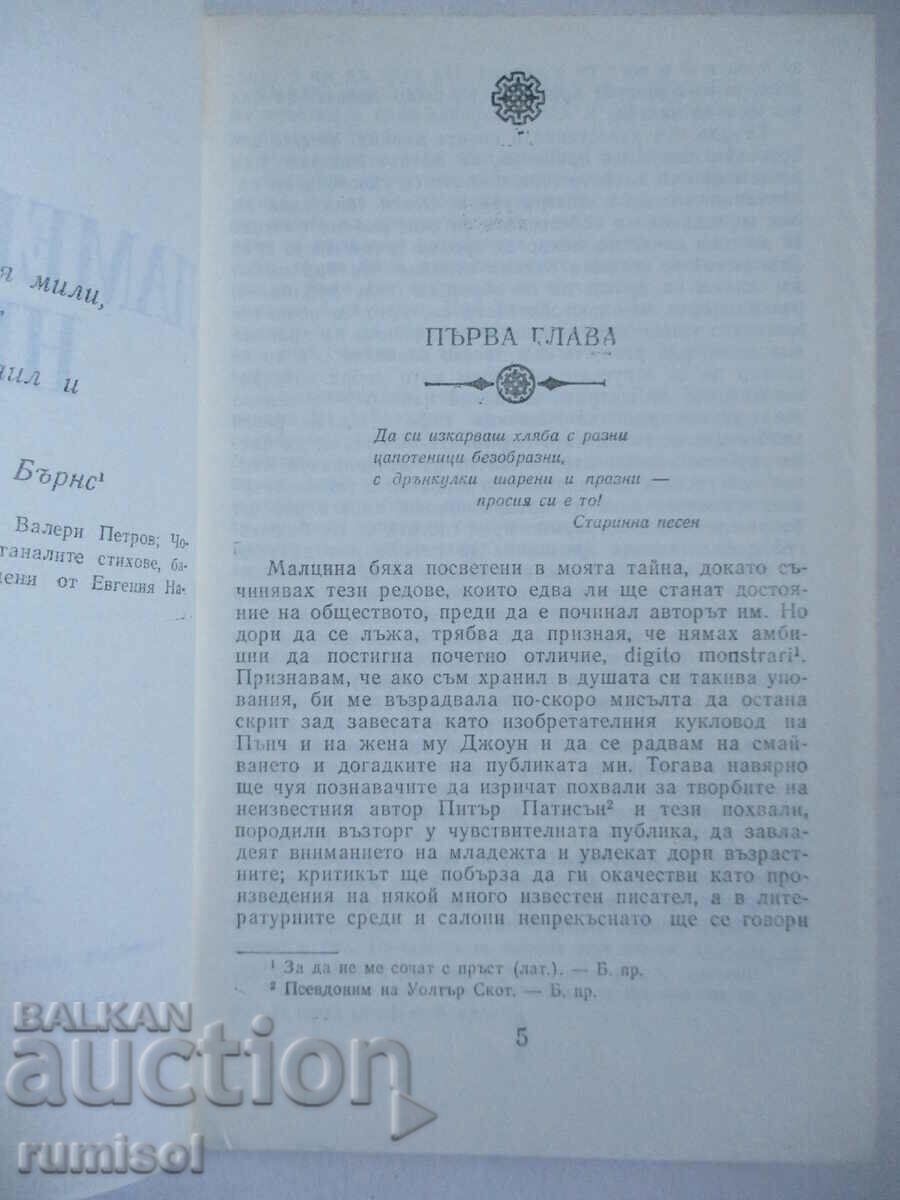 я мили,
ил и
Бърнс¹
Валери Петров; Чо-
таналите стихове, ба-
дени от Евгения На-
ПЪРВА ГЛАВА
Да си изкарваш хляба с разни
цапотеници безобразни,
с дрънкулки шарени и празни —
просия си е то!
Старинна песен
Малцина бяха посветени в моята тайна, докато съ-
чинявах тези редове, които едва ли ще станат достоя-
ние на обществото, преди да е починал авторът им. Но
дори да се лъжа, трябва да призная, че нямах амби-
ции да постигна почетно отличие, digito monstrari¹.
Признавам, че ако съм хранил в душата си такива упо-
вания, би ме възрадвала по-скоро мисълта да остана
скрит зад завесата като изобретателния кукловод на
Пънч и на жена му Джоун и да се радвам на смай-
ването и догадките на публиката ми. Тогава навярно
ще чуя познавачите да изричат похвали за творбите на
неизвестния автор Питър Патисън² и тези похвали,
породили възторг у чувствителната публика, да завла-
деят вниманието на младежта и увлекат дори възраст-
ните; критикът ще побърза да ги окачестви като про-
изведения на някой много известен писател, а в лите-
ратурните среди и салони непрекъснато ще се говори
¹ За да не ме сочат с пръст (лат.). — Б. пр.
² Псевдоним на Уолтър Скот. — Б. пр.
5
BALKAN
auction
rumisol